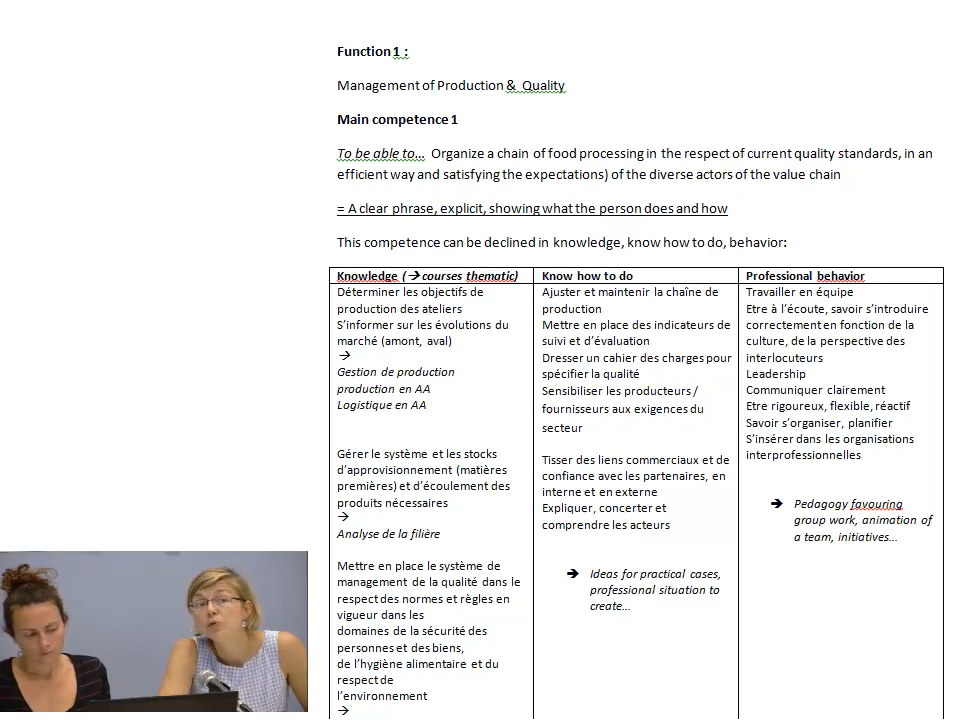 Function 1 :
Management of Production & Quality
Main competence 1
To be able to… Organize a chain of food processing in the respect of current quality standards, in an
efficient way and satisfying the expectations) of the diverse actors of the value chain
= A clear phrase, explicit, showing what the person does and how
This competence can be declined in knowledge, know how to do, behavior:
Knowledge (→ courses thematic)
Déterminer les objectifs de
production des ateliers
S’informer sur les évolutions du
marché (amont, aval)
→
Gestion de production
production en AA
Logistique en AA
Gérer le système et les stocks
d’approvisionnement (matières
premières) et d’écoulement des
produits nécessaires
→
Analyse de la filière
Mettre en place le système de
management de la qualité dans le
respect des normes et règles en
vigueur dans les
domaines de la sécurité des
personnes et des biens,
de l’hygiène alimentaire et du
respect de
l’environnement
→
Know how to do
Ajuster et maintenir la chaîne de
production
Mettre en place des indicateurs de
suivi et d’évaluation
Dresser un cahier des charges pour
spécifier la qualité
Sensibiliser les producteurs /
fournisseurs aux exigences du
secteur
Tisser des liens commerciaux et de
confiance avec les partenaires, en
interne et en externe
Expliquer, concerter et
comprendre les acteurs
➔ Ideas for practical cases,
professional situation to
create…
Professional behavior
Travailler en équipe
Etre à l’écoute, savoir s’introduire
correctement en fonction de la
culture, de la perspective des
interlocuteurs
Leadership
Communiquer clairement
Etre rigoureux, flexible, réactif
Savoir s’organiser, planifier
S’insérer dans les organisations
interprofessionnelles
➔ Pedagogy favouring
group work, animation of
a team, initiatives…